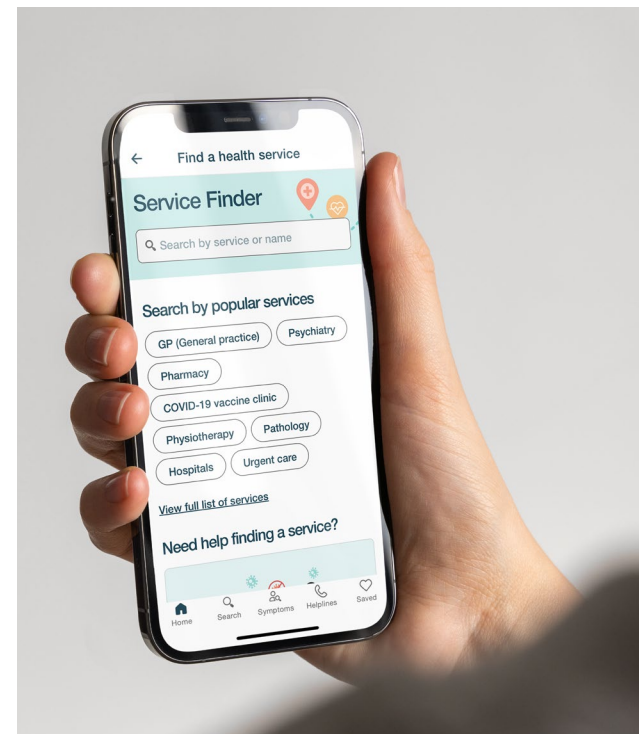 Find a health service
Service Finder
Search by service or name
Search by popular services
GP (General practice)
Psychiatry
Pharmacy
COVID-19 vaccine clinic
Physiotherapy
Pathology
Hospitals
Urgent care
View full list of services
Need help finding a service?
Home
Search
Symptoms
Helplines
Saved